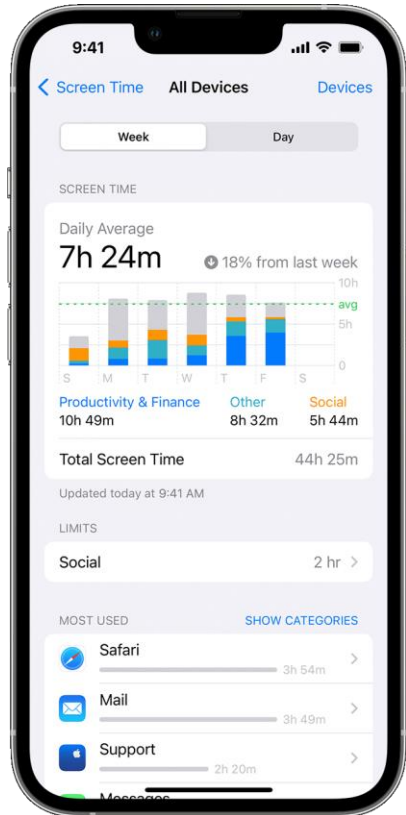 9:41
Screen Time All Devices Devices
Week Day
SCREEN TIME
Daily Average
7h 24m 18% from last week
10h
avg
5h
0
S M T W T F S
Productivity & Finance Other Social
10h 49m 8h 32m 5h 44m
Total Screen Time 44h 25m
Updated today at 9:41 AM
LIMITS
Social 2 hr
MOST USED SHOW CATEGORIES
Safari
3h 54m
Mail
3h 49m
Support
2h 20m
Messages